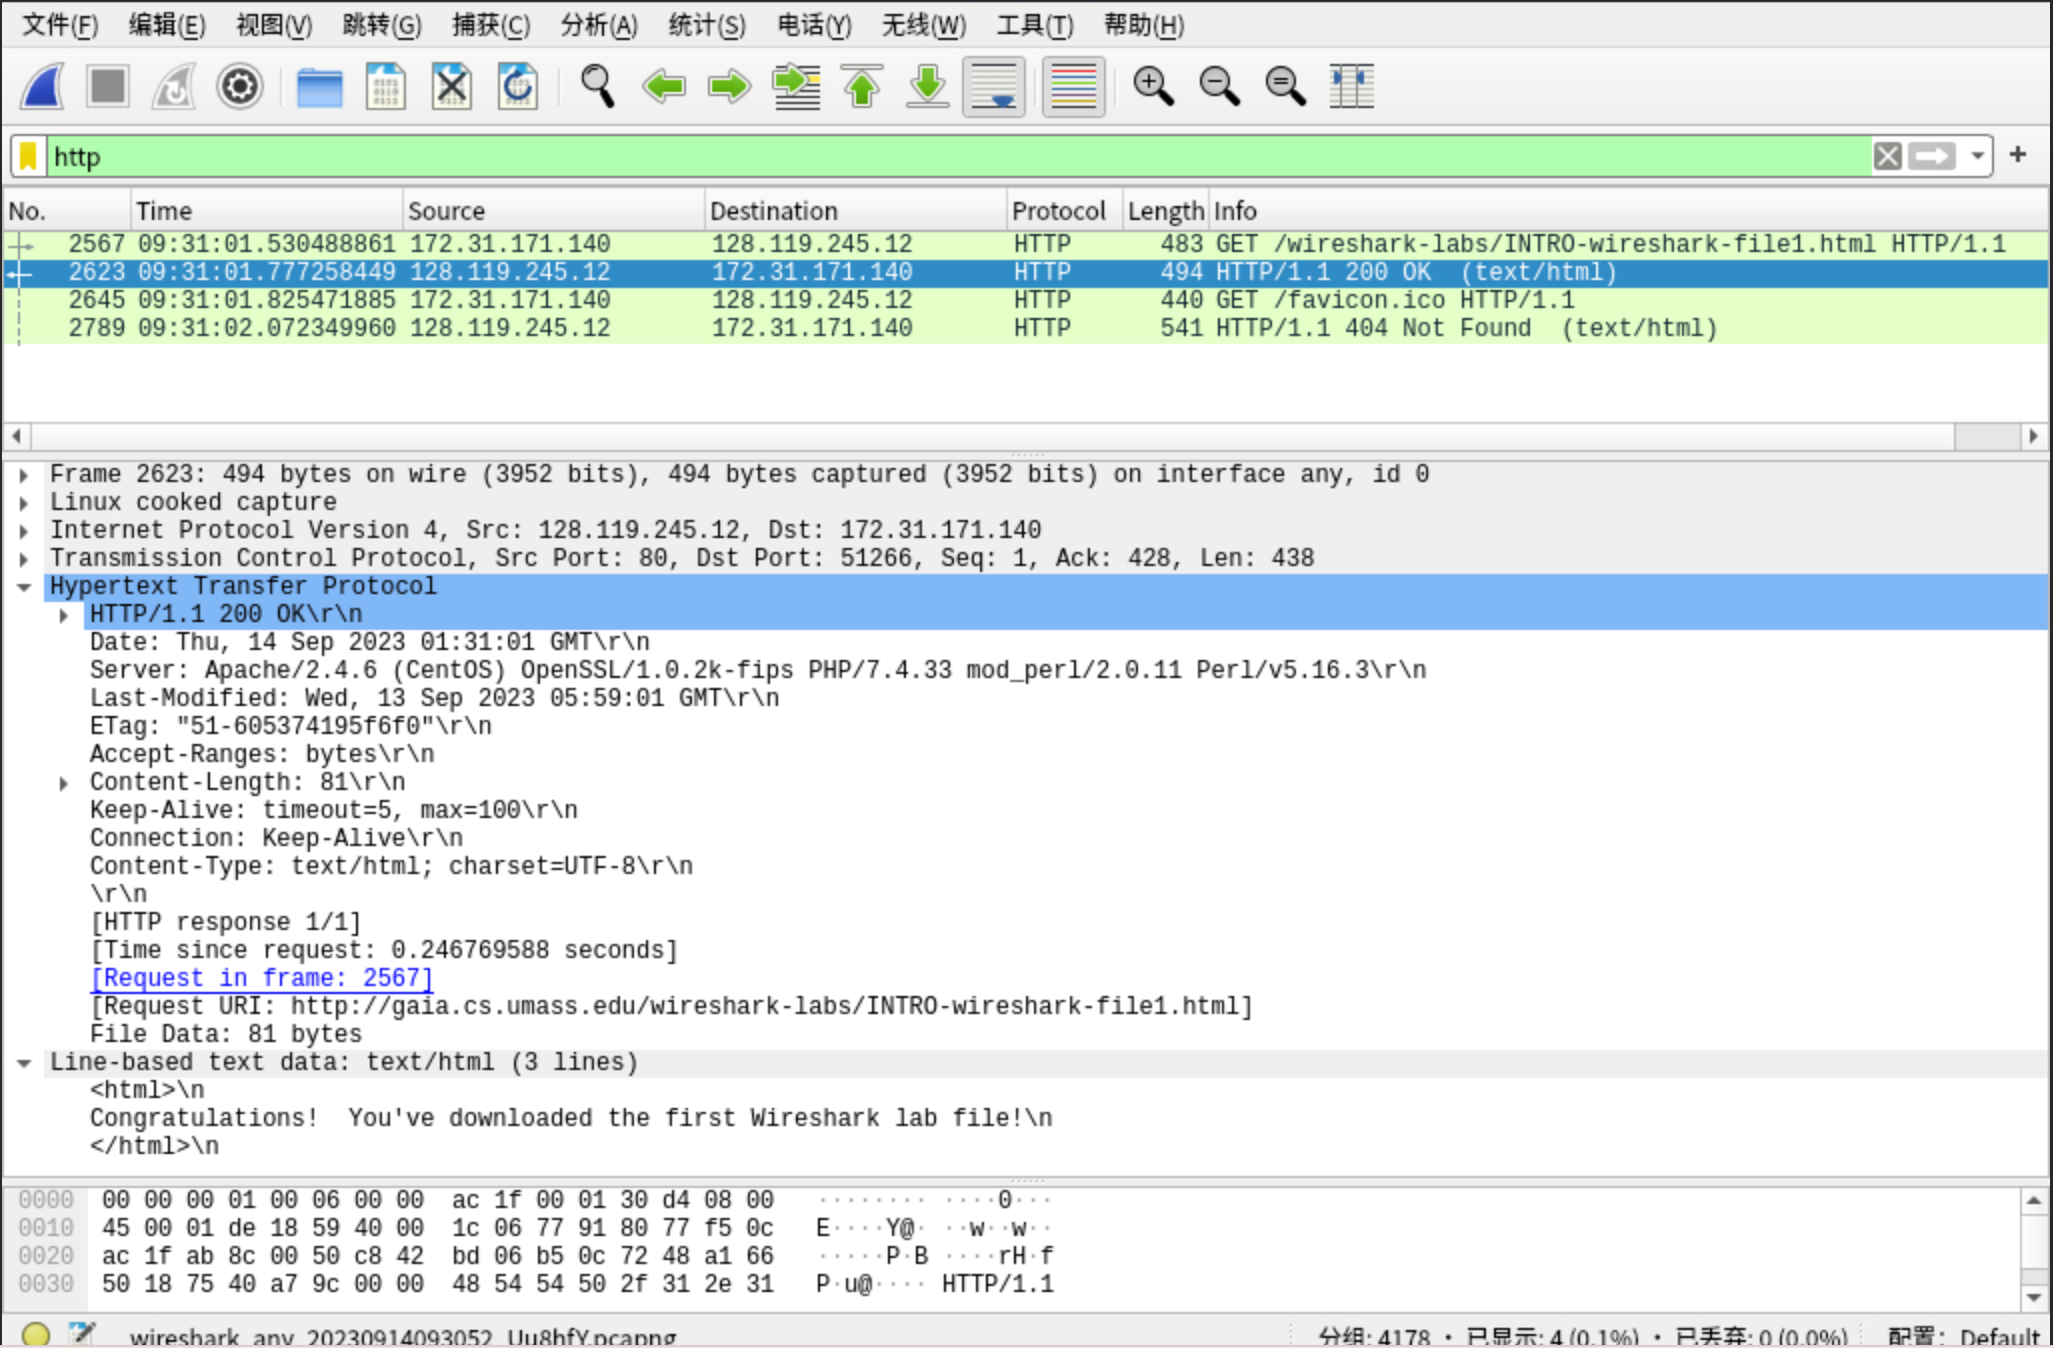 文件(F) 编辑(E) 视图(V) 跳转(G) 捕获(C) 分析(A) 统计(S) 电话(Y) 无线(W) 工具(T) 帮助(H)
http
No. Time Source Destination Protocol Length Info
2567 09:31:01.530488861 172.31.171.140 128.119.245.12 HTTP 483 GET /wireshark-labs/INTRO-wireshark-file1.html HTTP/1.1
2623 09:31:01.777258449 128.119.245.12 172.31.171.140 HTTP 494 HTTP/1.1 200 OK  (text/html)
2645 09:31:01.825471885 172.31.171.140 128.119.245.12 HTTP 440 GET /favicon.ico HTTP/1.1
2789 09:31:02.072349960 128.119.245.12 172.31.171.140 HTTP 541 HTTP/1.1 404 Not Found  (text/html)
Frame 2623: 494 bytes on wire (3952 bits), 494 bytes captured (3952 bits) on interface any, id 0
Linux cooked capture
Internet Protocol Version 4, Src: 128.119.245.12, Dst: 172.31.171.140
Transmission Control Protocol, Src Port: 80, Dst Port: 51266, Seq: 1, Ack: 428, Len: 438
Hypertext Transfer Protocol
HTTP/1.1 200 OK\r\n
Date: Thu, 14 Sep 2023 01:31:01 GMT\r\n
Server: Apache/2.4.6 (CentOS) OpenSSL/1.0.2k-fips PHP/7.4.33 mod_perl/2.0.11 Perl/v5.16.3\r\n
Last-Modified: Wed, 13 Sep 2023 05:59:01 GMT\r\n
ETag: "51-605374195f6f0"\r\n
Accept-Ranges: bytes\r\n
Content-Length: 81\r\n
Keep-Alive: timeout=5, max=100\r\n
Connection: Keep-Alive\r\n
Content-Type: text/html; charset=UTF-8\r\n
\r\n
[HTTP response 1/1]
[Time since request: 0.246769588 seconds]
[Request in frame: 2567]
[Request URI: http://gaia.cs.umass.edu/wireshark-labs/INTRO-wireshark-file1.html]
File Data: 81 bytes
Line-based text data: text/html (3 lines)
<html>\n
Congratulations!  You've downloaded the first Wireshark lab file!\n
</html>\n
0000 00 00 00 01 00 06 00 00 ac 1f 00 01 30 d4 08 00 ········ ····0···
0010 45 00 01 de 18 59 40 00 1c 06 77 91 80 77 f5 0c E····Y@· ··w··w··
0020 ac 1f ab 8c 00 50 c8 42 bd 06 b5 0c 72 48 a1 66 ·····P·B ····rH·f
0030 50 18 75 40 a7 9c 00 00 48 54 54 50 2f 31 2e 31 P·u@···· HTTP/1.1
wireshark_any_20230914093052_Uu8hfY.pcapng 分组: 4178 · 已显示: 4 (0.1%) · 已丢弃: 0 (0.0%) 配置: Default